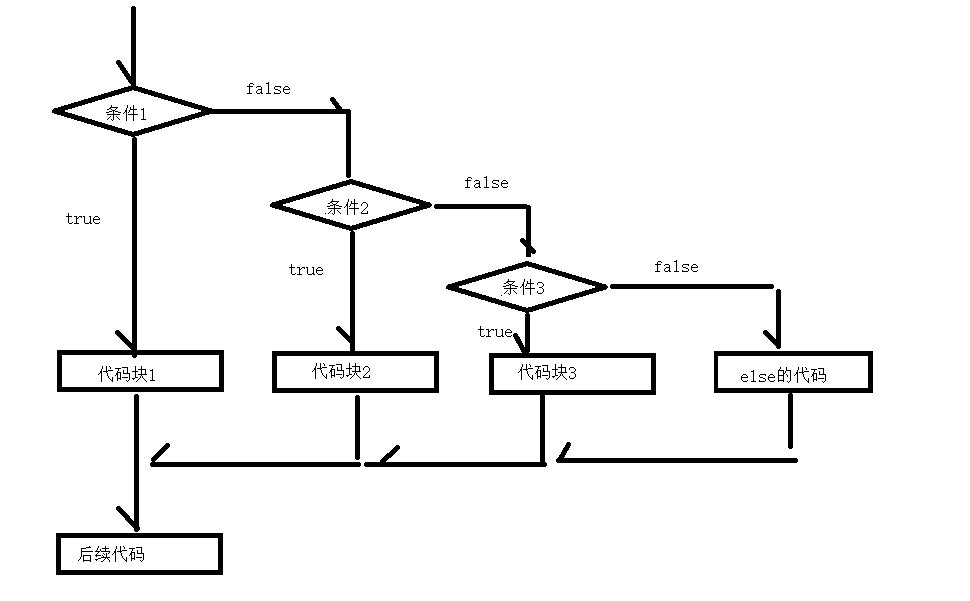 false
条件1
false
条件2
true
false
true
条件3
true
代码块1
代码块2
代码块3
else的代码
后续代码